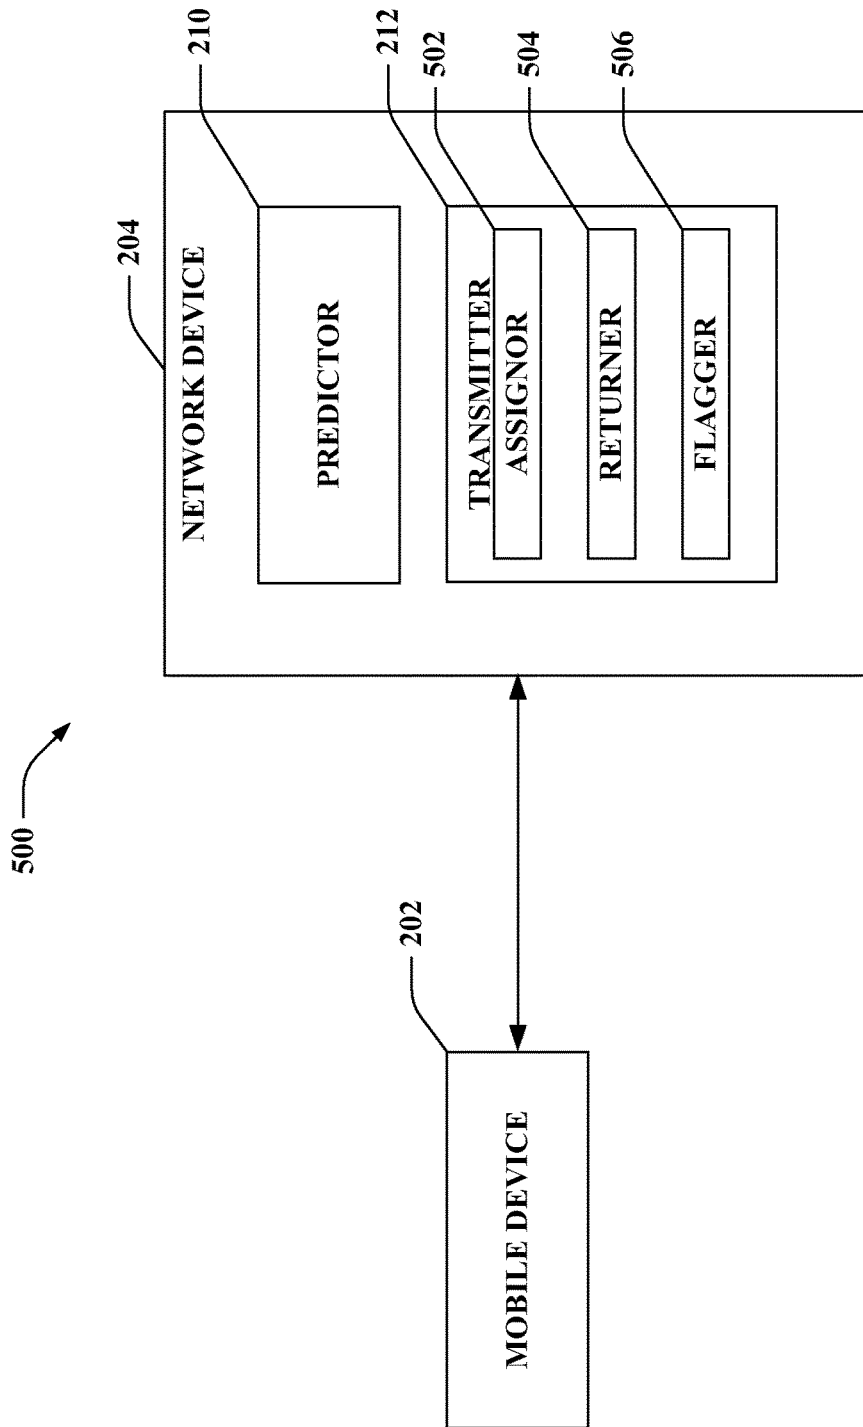 500
204
210
NETWORK DEVICE
PREDICTOR
212
502
TRANSMITTER
ASSIGNOR
504
RETURNER
506
FLAGGER
202
MOBILE DEVICE